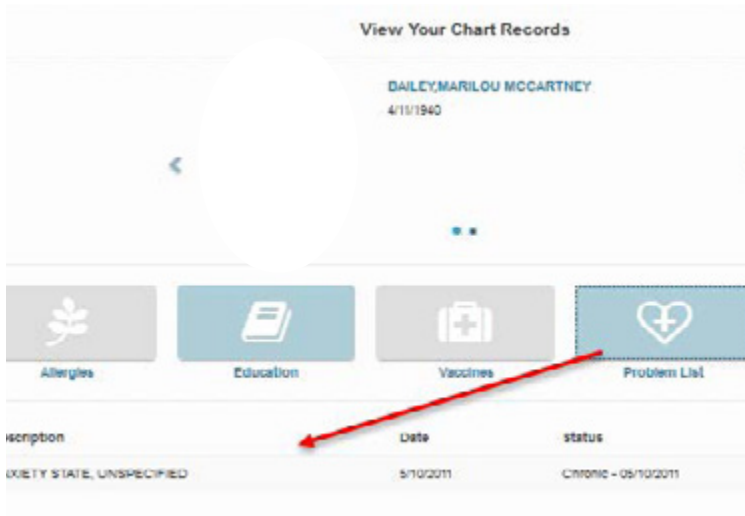 View Your Chart Records
BAILEY,MARILOU MCCARTNEY
4/11/1940
Allergies Education Vaccines Problem List
scription Date status
XIETY STATE, UNSPECIFIED 5/10/2011 Chronic - 05/10/2011